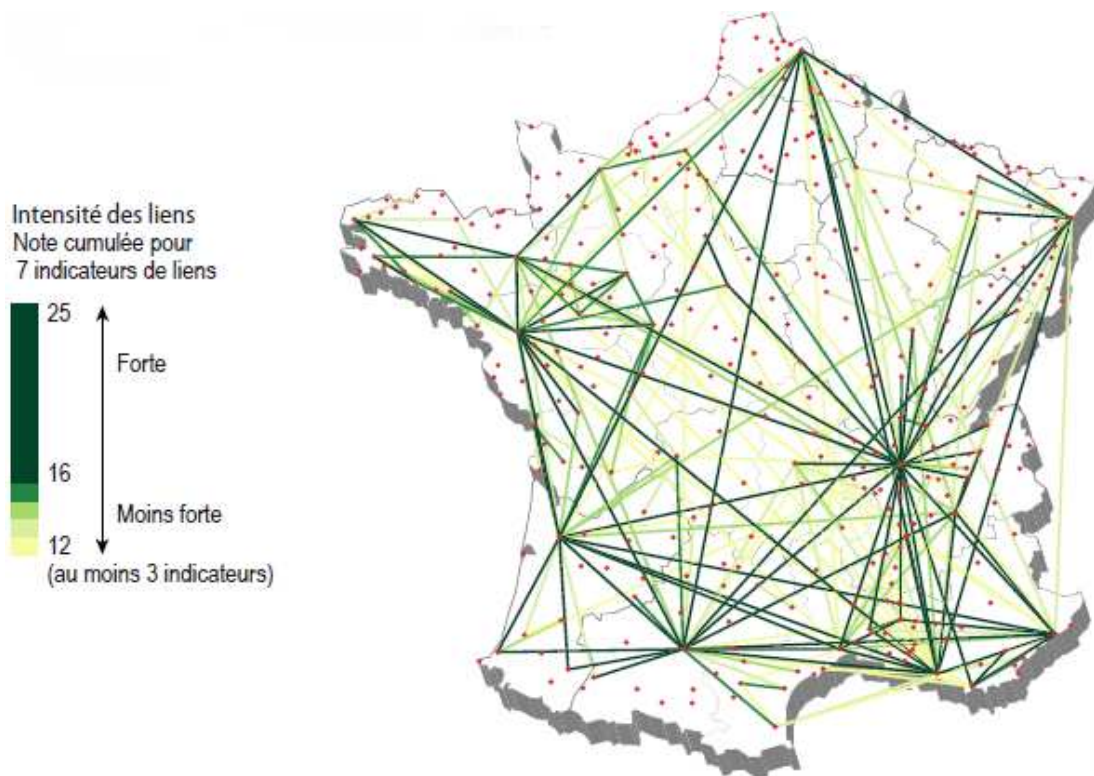 Intensité des liens
Note cumulée pour
7 indicateurs de liens
25
Forte
16
Moins forte
12
(au moins 3 indicateurs)